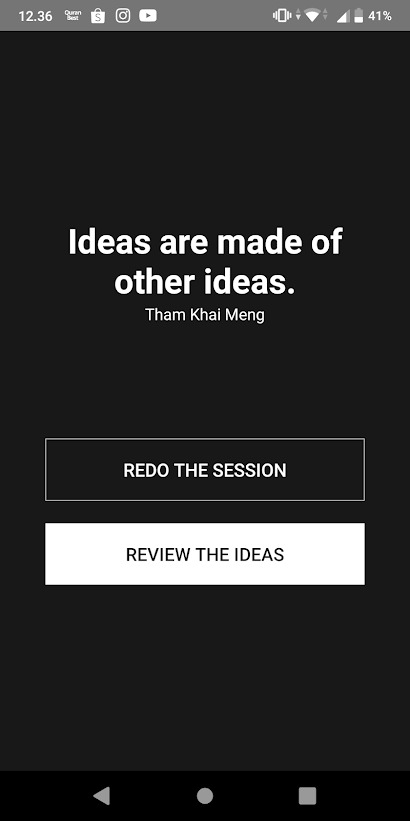 12.36 Quran Best 41%
Ideas are made of
other ideas.
Tham Khai Meng
REDO THE SESSION
REVIEW THE IDEAS